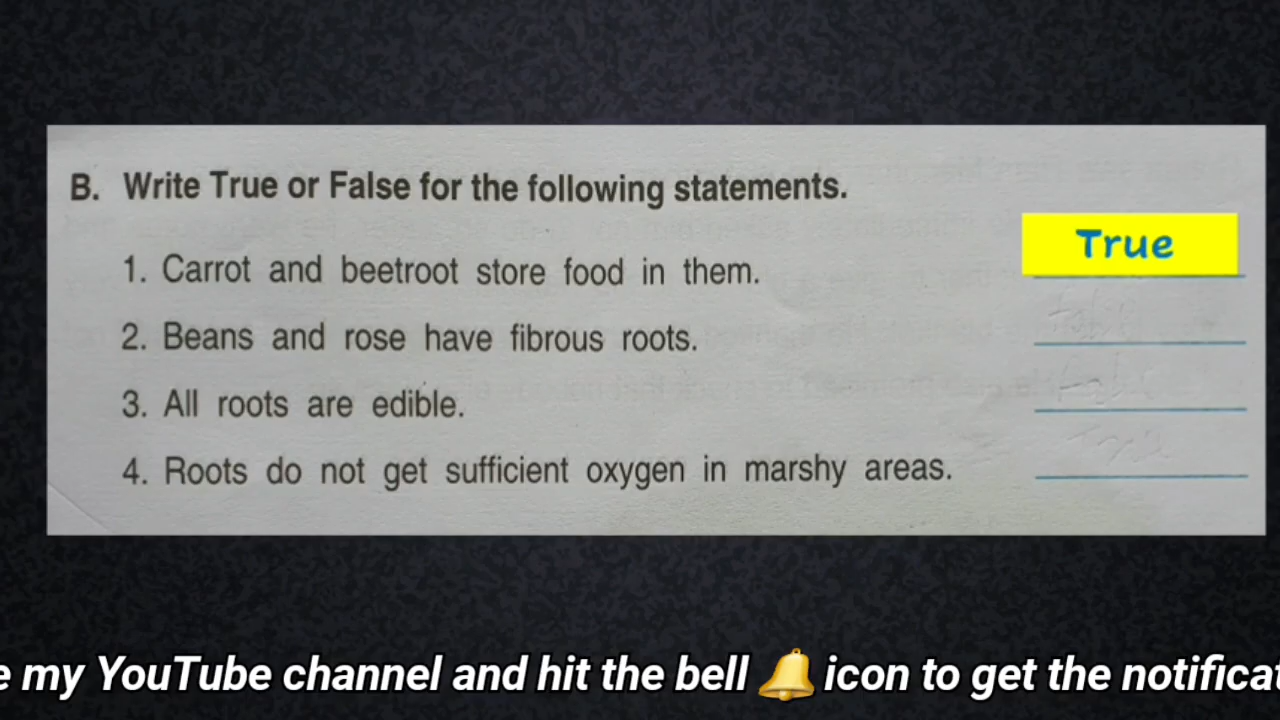 B. Write True or False for the following statements.
True
1. Carrot and beetroot store food in them.
2. Beans and rose have fibrous roots.
3. All roots are edible.
4. Roots do not get sufficient oxygen in marshy areas.
my YouTube channel and hit the bell 🔔 icon to get the